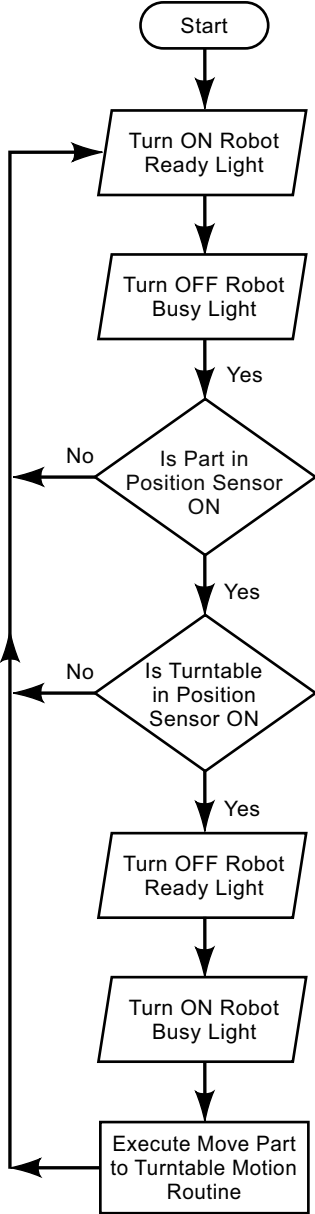 Start
Turn ON Robot
Ready Light
Turn OFF Robot
Busy Light
Yes
No
Is Part in
Position Sensor
ON
Yes
No
Is Turntable
in Position
Sensor ON
Yes
Turn OFF Robot
Ready Light
Turn ON Robot
Busy Light
Execute Move Part
to Turntable Motion
Routine